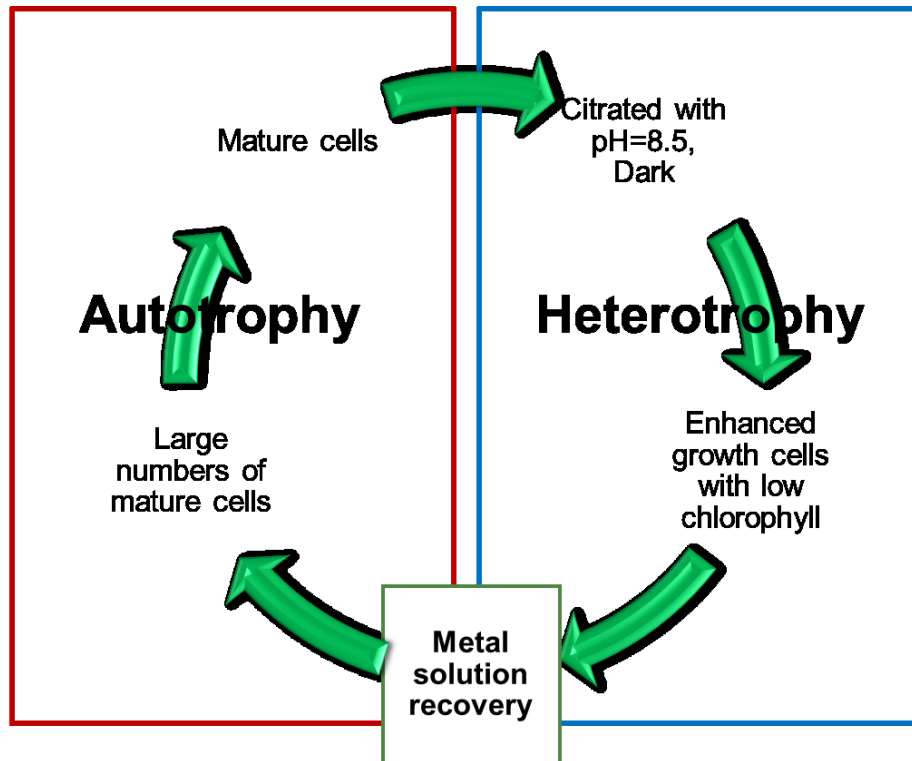 Mature cells
Citrated with
pH=8.5,
Dark
Autotrophy
Heterotrophy
Large
numbers of
mature cells
Enhanced
growth cells
with low
chlorophyll
Metal
solution
recovery